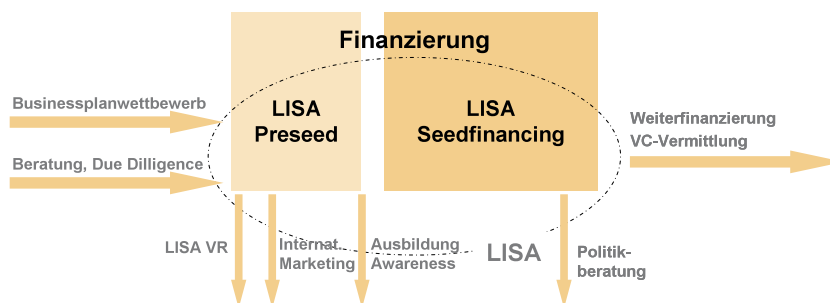 Finanzierung
Businessplanwettbewerb
LISA
Preseed
LISA
Seedfinancing
Weiterfinanzierung
VC-Vermittlung
Beratung, Due Dilligence
LISA VR
Internat.
Marketing
Ausbildung
Awareness
LISA
Politik-
beratung